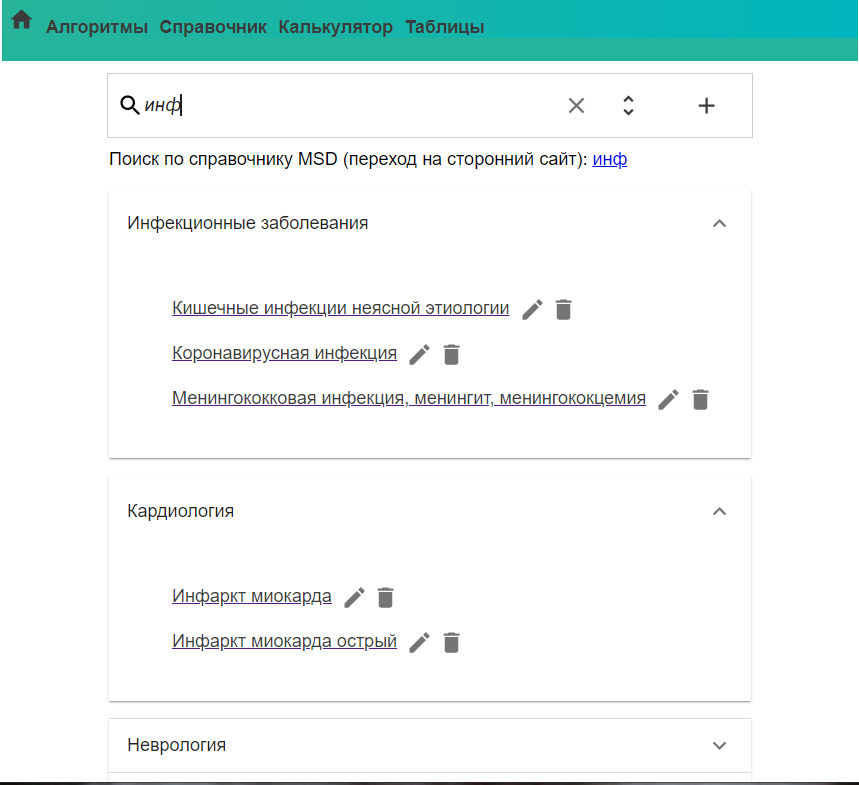 Алгоритмы Справочник Калькулятор Таблицы
инф
Поиск по справочнику MSD (переход на сторонний сайт): инф
Инфекционные заболевания
Кишечные инфекции неясной этиологии
Коронавирусная инфекция
Менингококковая инфекция, менингит, менингококцемия
Кардиология
Инфаркт миокарда
Инфаркт миокарда острый
Неврология